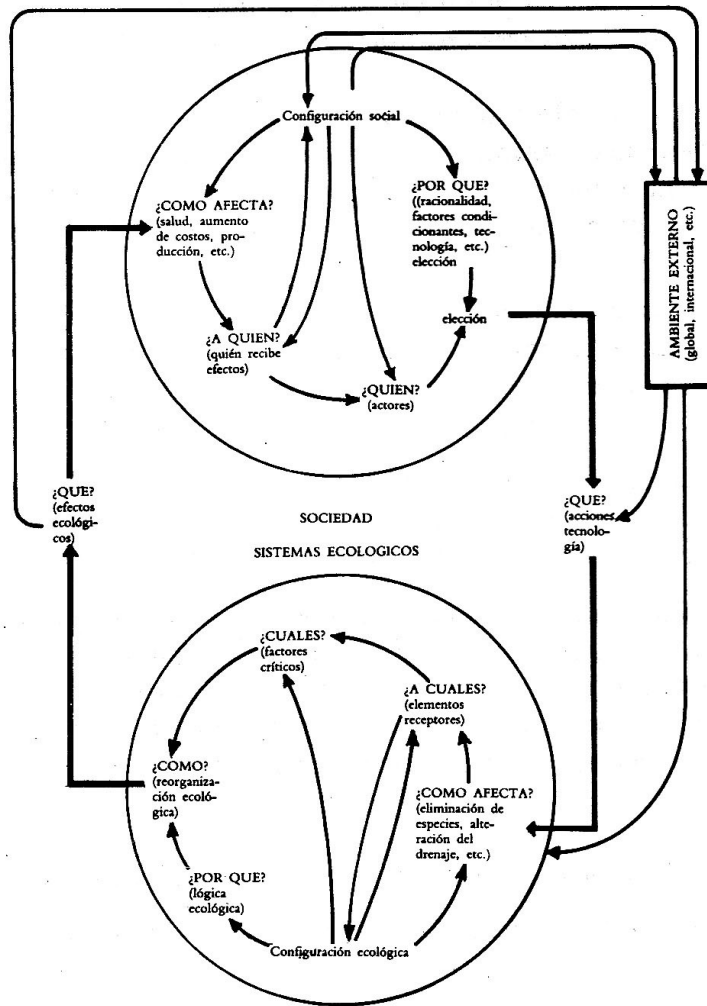 Configuración social
¿COMO AFECTA?
(salud, aumento
de costos, pro-
ducción, etc.)
¿POR QUE?
((racionalidad,
factores condi-
cionantes, tec-
nología, etc.)
elección
elección
¿A QUIEN?
(quién recibe
efectos)
¿QUIEN?
(actores)
AMBIENTE EXTERNO
(global, internacional, etc.)
¿QUE?
(efectos
ecológi-
cos)
¿QUE?
(acciones
tecnolo-
gía)
SOCIEDAD
SISTEMAS ECOLOGICOS
¿CUALES?
(factores
críticos)
¿A CUALES?
(elementos
receptores)
¿COMO?
(reorganiza-
ción ecoló-
gica)
¿COMO AFECTA?
(eliminación de
especies, alte-
ración del
drenaje, etc.)
¿POR QUE?
(lógica
ecológica)
Configuración ecológica